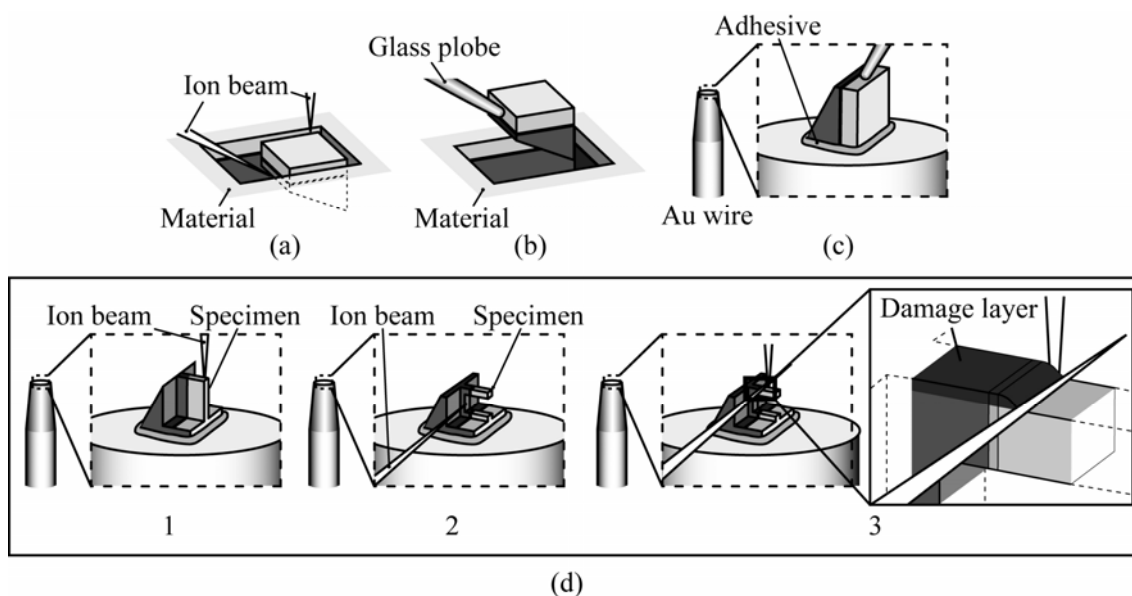 Glass plobe
Ion beam
Material
(a)
Material
(b)
Adhesive
Au wire
(c)
Ion beam
Specimen
1
Ion beam
Specimen
2
Damage layer
3
(d)